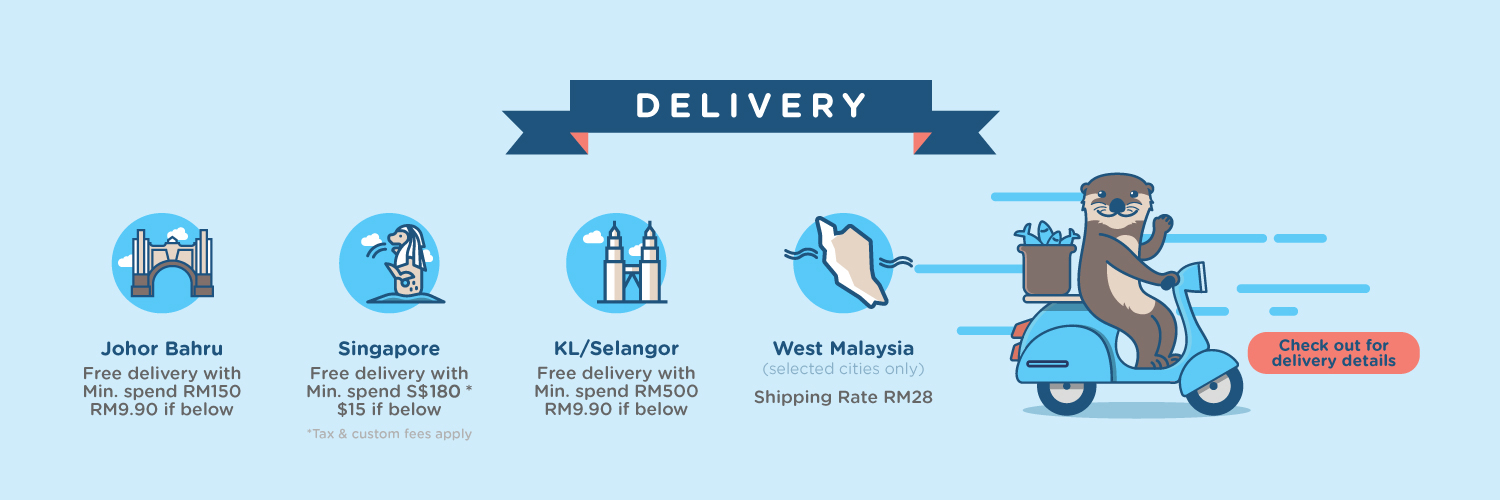 DELIVERY
Johor Bahru
Free delivery with
Min. spend RM150
RM9.90 if below
Singapore
Free delivery with
Min. spend S$180 *
$15 if below
*Tax & custom fees apply
KL/Selangor
Free delivery with
Min. spend RM500
RM9.90 if below
West Malaysia
(selected cities only)
Shipping Rate RM28
Check out for
delivery details